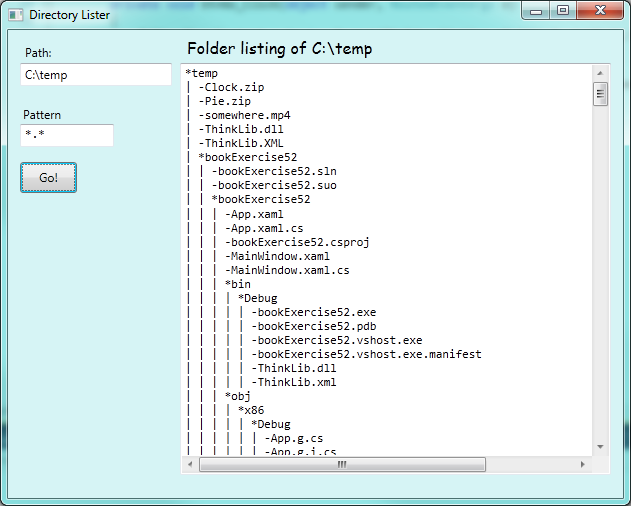 Directory Lister
Path:
C:\temp
Pattern
*.*
Go!
Folder listing of C:\temp
*temp
| -Clock.zip
| -Pie.zip
| -somewhere.mp4
| -ThinkLib.dll
| -ThinkLib.XML
| *bookExercise52
| | -bookExercise52.sln
| | -bookExercise52.suo
| | *bookExercise52
| | | -App.xaml
| | | -App.xaml.cs
| | | -bookExercise52.csproj
| | | -MainWindow.xaml
| | | -MainWindow.xaml.cs
| | | *bin
| | | | *Debug
| | | | | -bookExercise52.exe
| | | | | -bookExercise52.pdb
| | | | | -bookExercise52.vshost.exe
| | | | | -bookExercise52.vshost.exe.manifest
| | | | | -ThinkLib.dll
| | | | | -ThinkLib.xml
| | | *obj
| | | | *x86
| | | | | *Debug
| | | | | | -App.g.cs
| | | | | | -App.g.i.cs